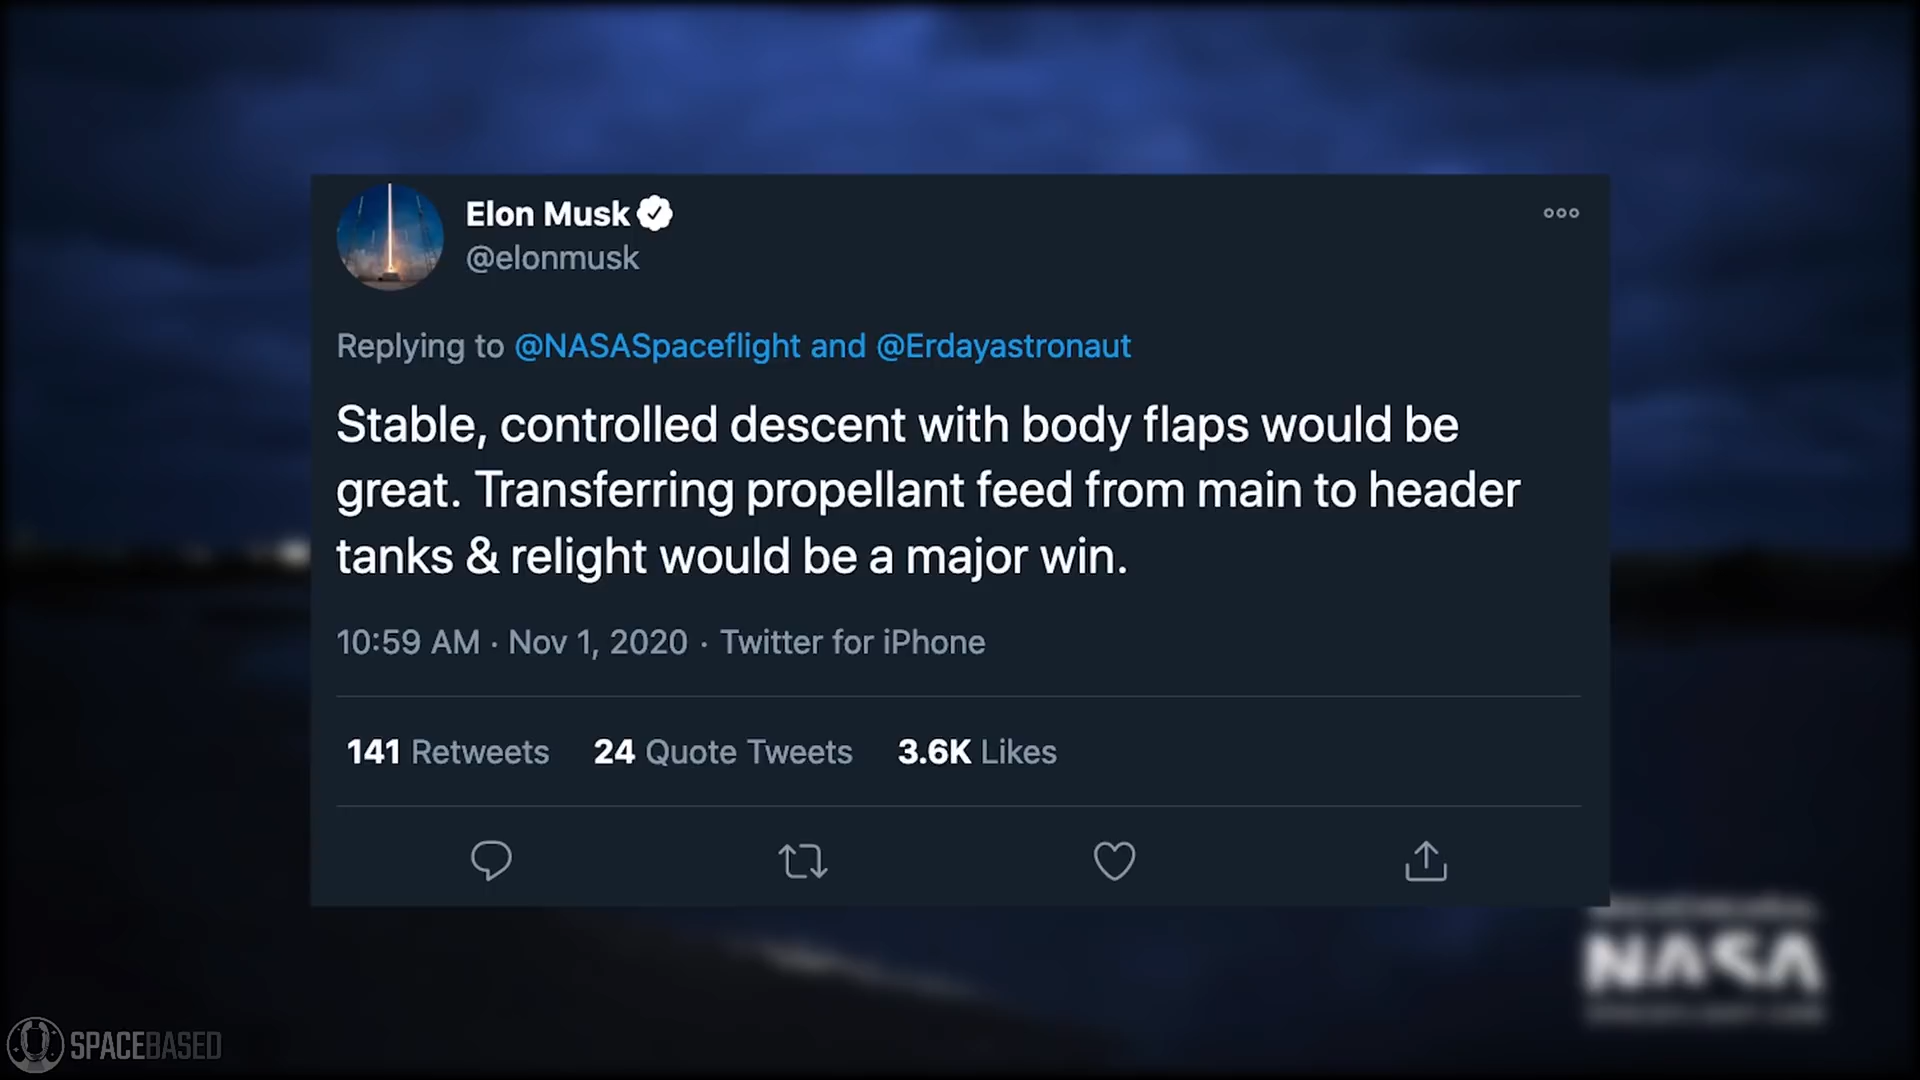 Elon Musk
@elonmusk
Replying to @NASASpaceflight and @Erdayastronaut
Stable, controlled descent with body flaps would be
great. Transferring propellant feed from main to header
tanks & relight would be a major win.
10:59 AM · Nov 1, 2020 · Twitter for iPhone
141 Retweets 24 Quote Tweets 3.6K Likes
NASA
SPACEBASED